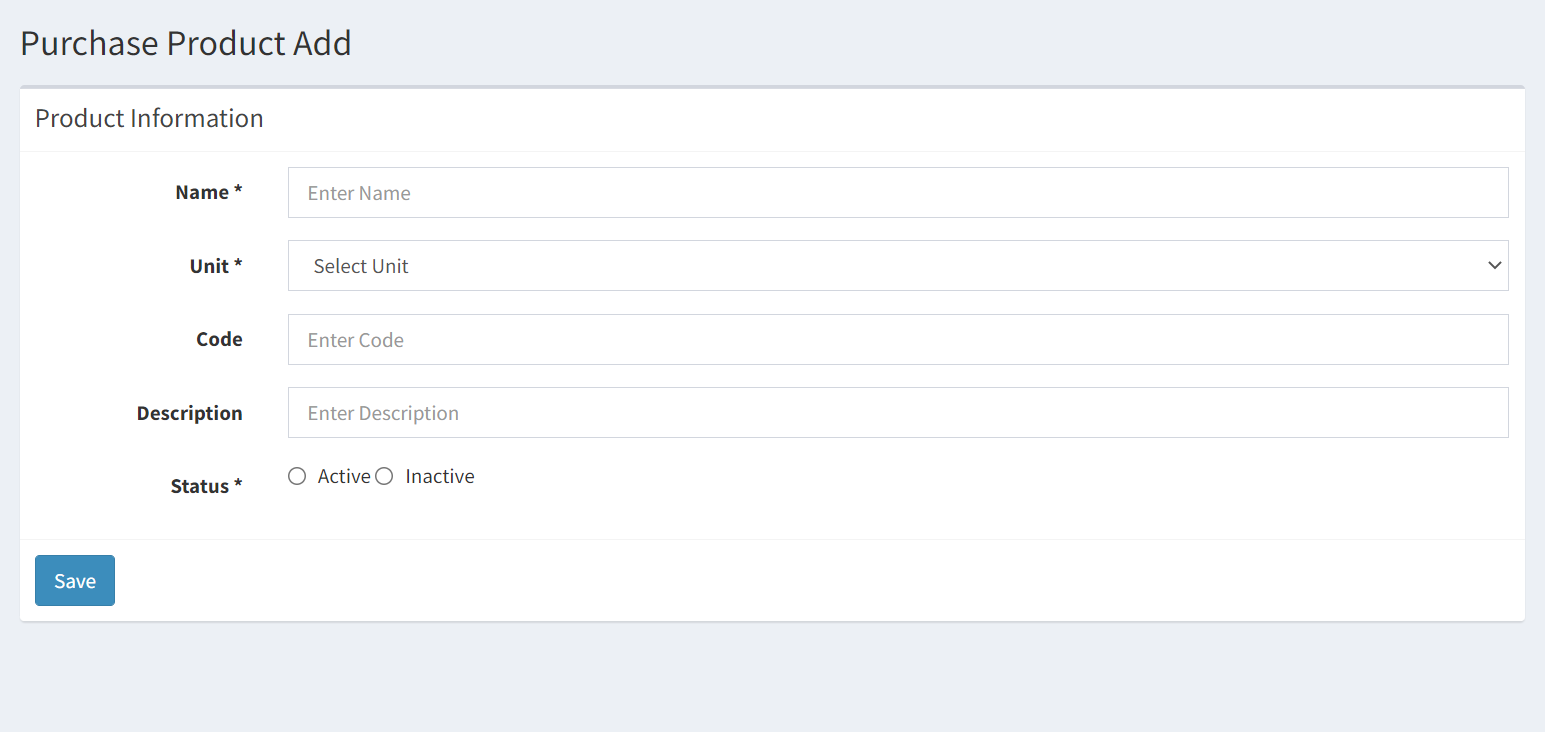 Purchase Product Add
Product Information
Name * Enter Name
Unit * Select Unit
Code Enter Code
Description Enter Description
Status * Active Inactive
Save